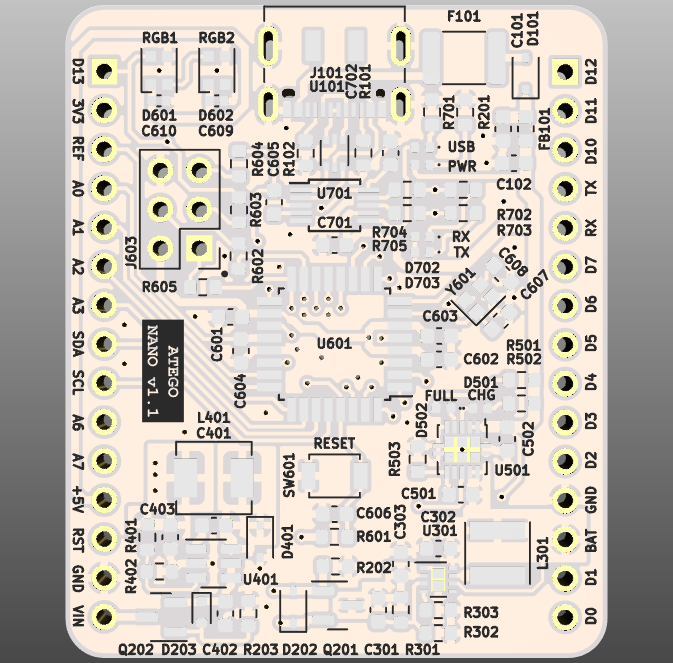 RGB1 RGB2 F101 C101 D101
D13 J101 U101 C702 R101 D12
3V3 D601 C610 D602 C609 R701 R201 FB101 D11
REF R604 C605 R102 USB PWR D10
A0 R603 U701 C102 TX
A1 J603 C701 R702 R703 RX
R704 R705 RX TX
A2 R602 D702 D703 C608 D7
A3 R605 Y601 C607 D6
C603
SDA ATEGO NANO v1.1 C601 U601 R501 R502 D5
SCL C604 C602 D501 D4
FULL CHG
A6 L401 C401 D502 C502 D3
RESET
A7 SW601 R503 U501 D2
+5V C403 C501 GND
C606 C303 C302 U301
RST R401 D401 R601 L301 BAT
GND R402 U401 R202 D1
VIN R303 D0
R302
Q202 D203 C402 R203 D202 Q201 C301 R301